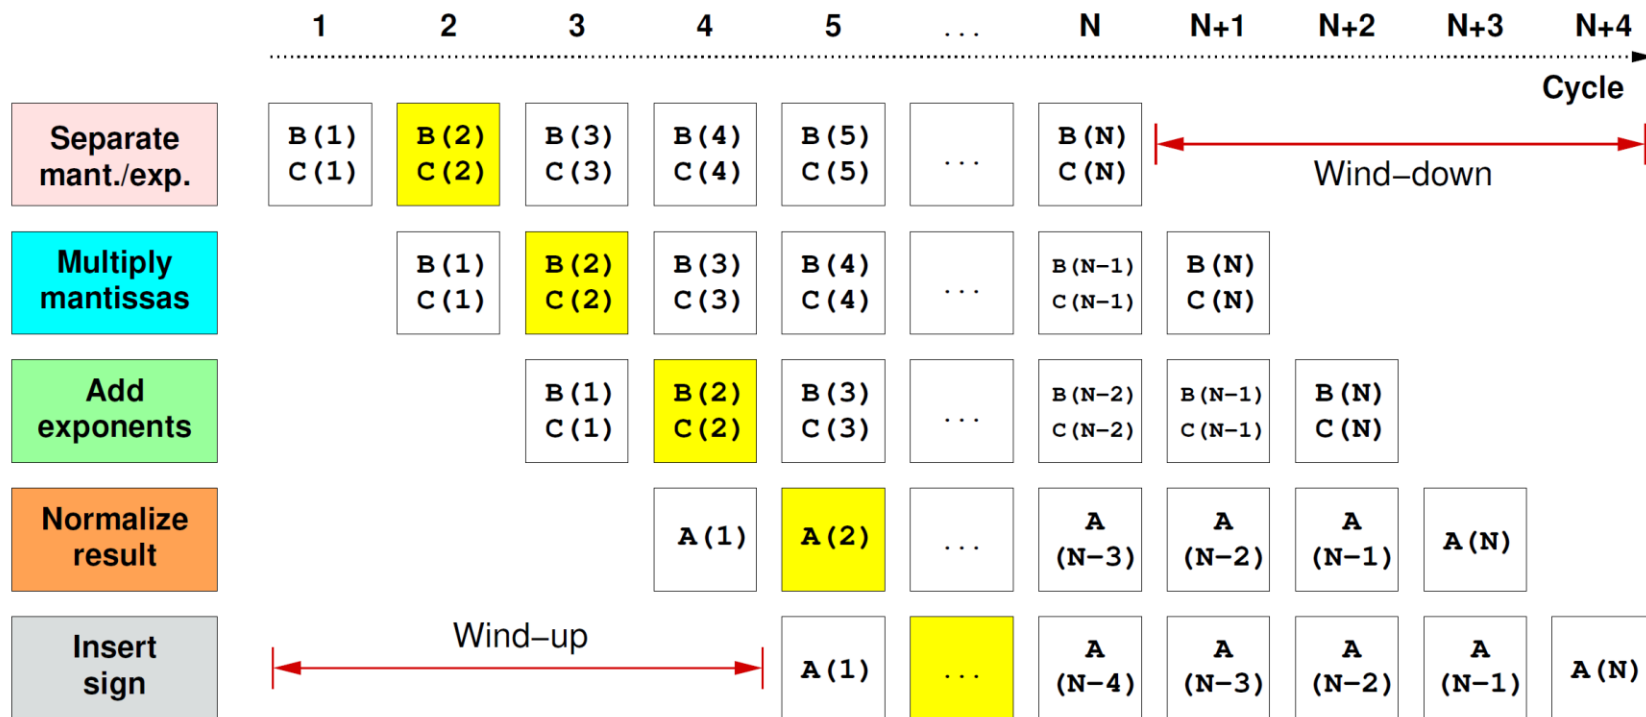 1 2 3 4 5 ... N N+1 N+2 N+3 N+4
Cycle
Separate
mant./exp.
B(1) B(2) B(3) B(4) B(5) ... B(N)
C(1) C(2) C(3) C(4) C(5) C(N)
Wind-down
Multiply
mantissas
B(1) B(2) B(3) B(4) ... B(N-1) B(N)
C(1) C(2) C(3) C(4) C(N-1) C(N)
Add
exponents
B(1) B(2) B(3) ... B(N-2) B(N-1) B(N)
C(1) C(2) C(3) C(N-2) C(N-1) C(N)
Normalize
result
A(1) A(2) ... A A A A(N)
(N-3) (N-2) (N-1)
Insert
sign
Wind-up
A(1) ... A A A A A(N)
(N-4) (N-3) (N-2) (N-1)